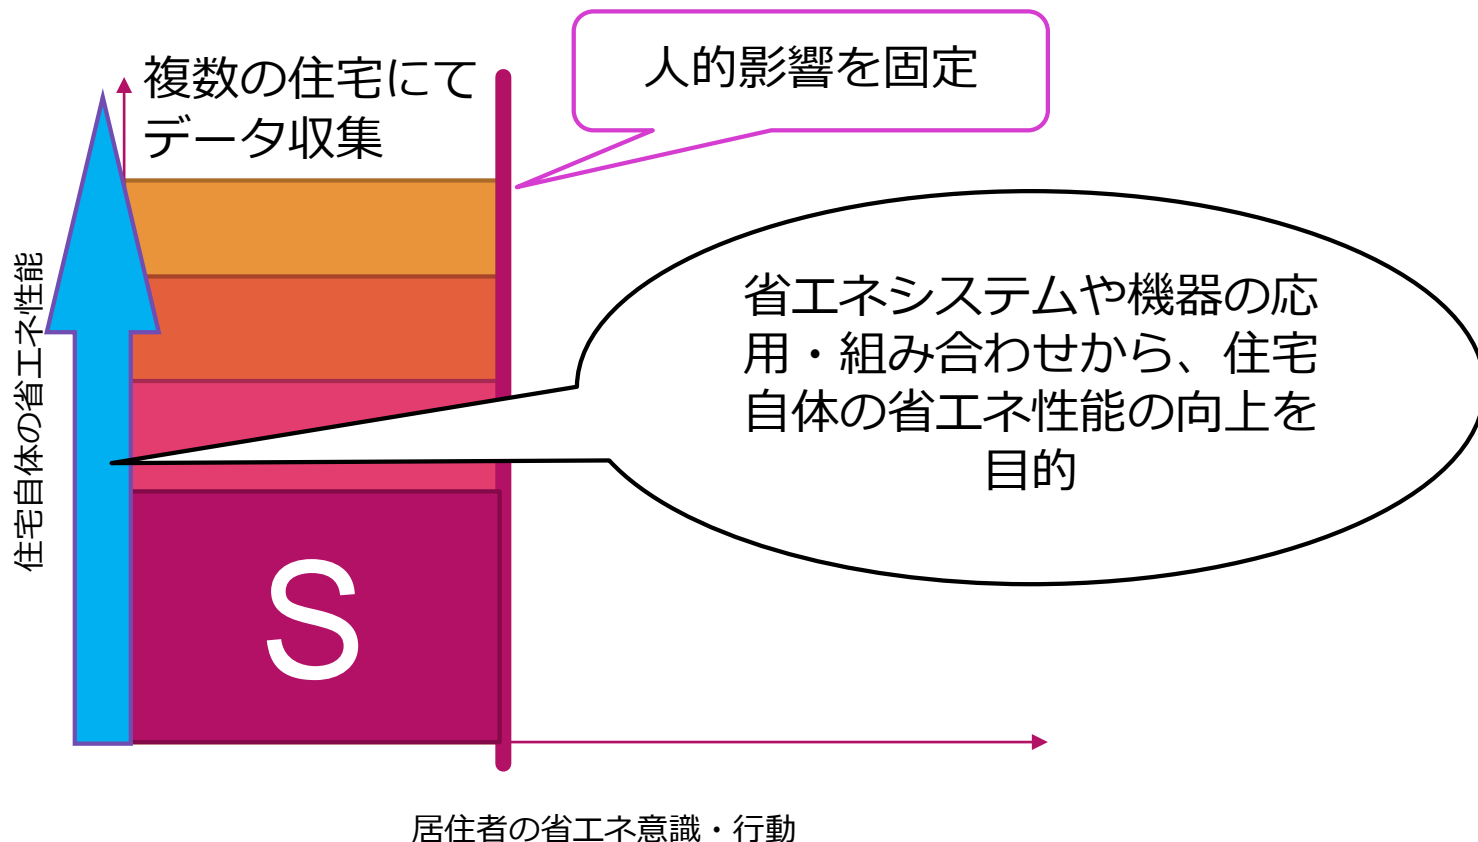 複数の住宅にて
データ収集
人的影響を固定
住宅自体の省エネ性能
省エネシステムや機器の応
用・組み合わせから、住宅
自体の省エネ性能の向上を
目的
S
居住者の省エネ意識・行動